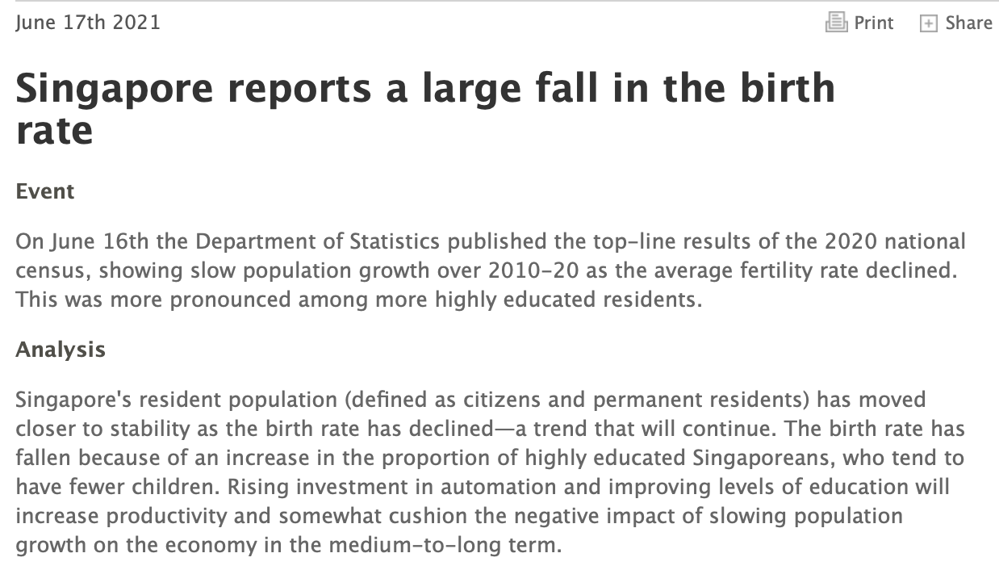 June 17th 2021
Print
Share
Singapore reports a large fall in the birth
rate
Event
On June 16th the Department of Statistics published the top-line results of the 2020 national
census, showing slow population growth over 2010-20 as the average fertility rate declined.
This was more pronounced among more highly educated residents.
Analysis
Singapore's resident population (defined as citizens and permanent residents) has moved
closer to stability as the birth rate has declined—a trend that will continue. The birth rate has
fallen because of an increase in the proportion of highly educated Singaporeans, who tend to
have fewer children. Rising investment in automation and improving levels of education will
increase productivity and somewhat cushion the negative impact of slowing population
growth on the economy in the medium-to-long term.